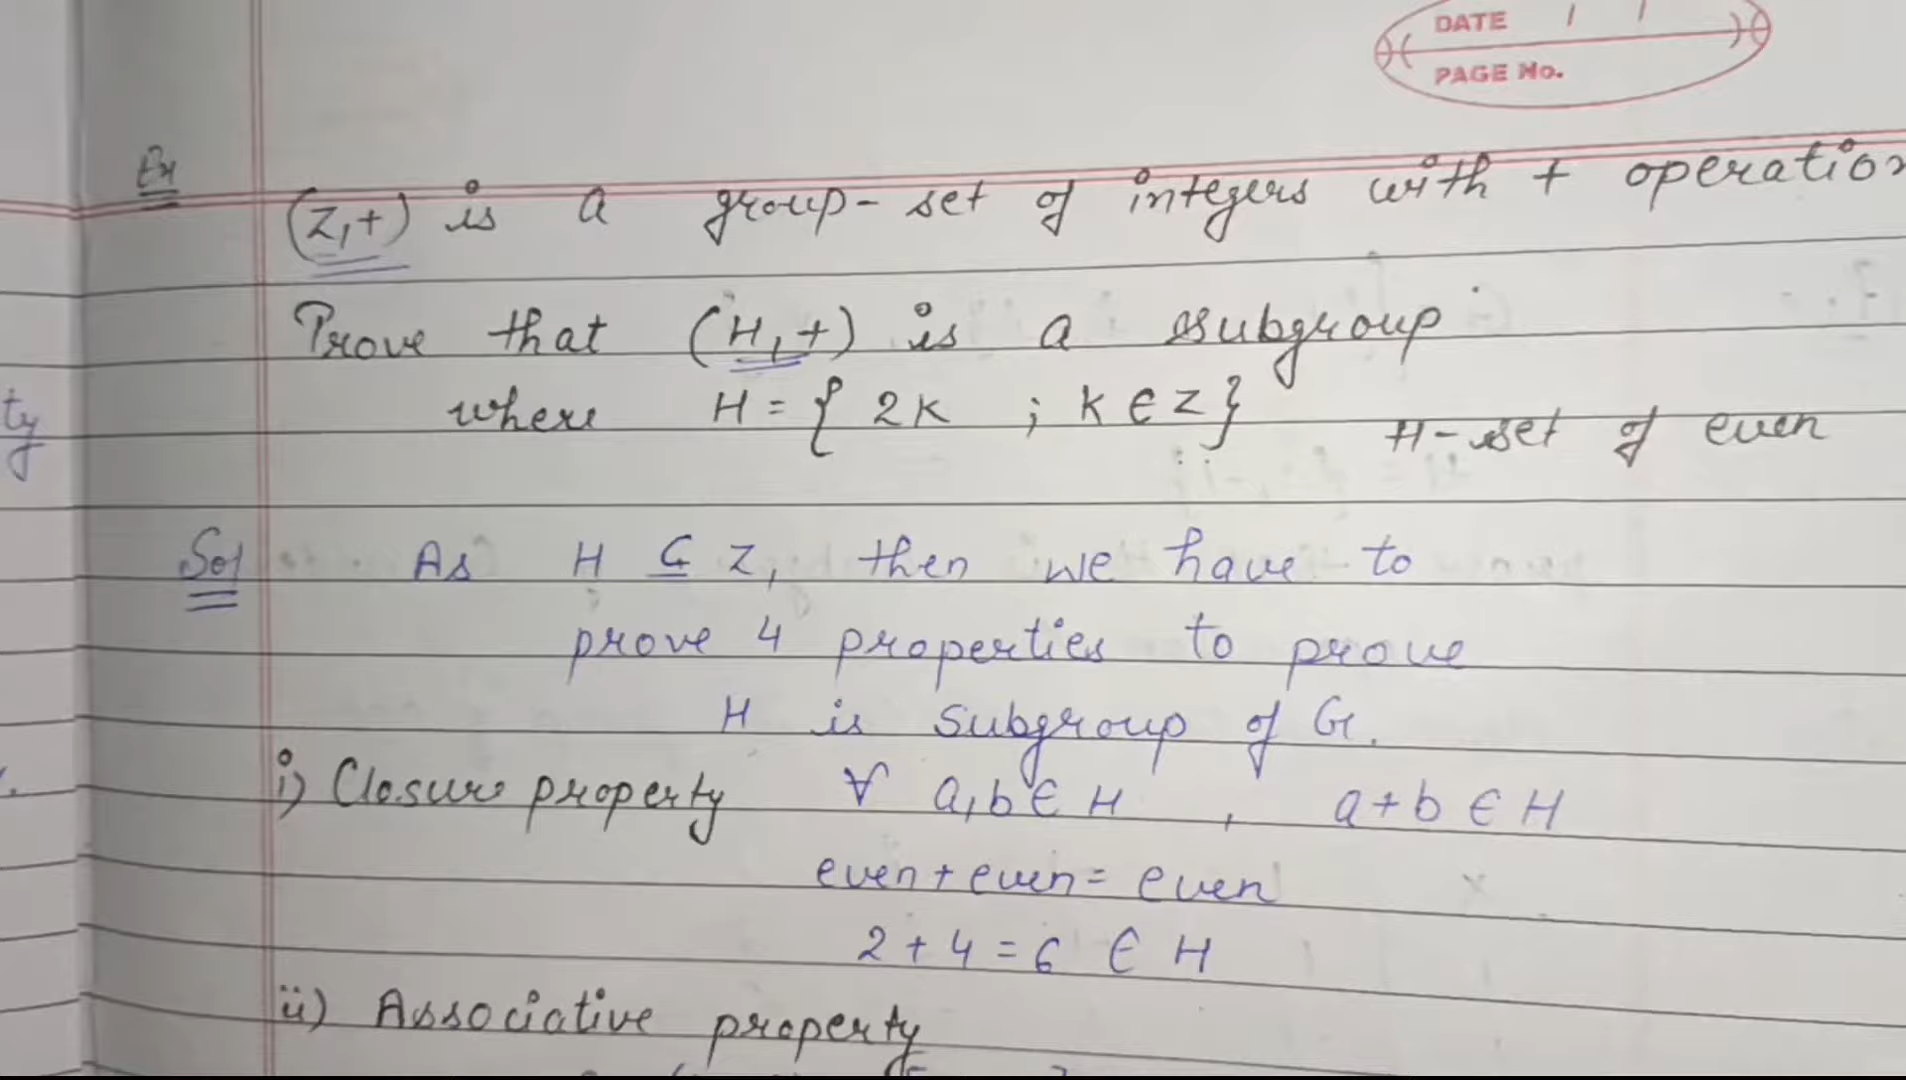 DATE / /
PAGE No.
Ex
(Z,+) is a group - set of integers with + operation
Prove that (H,+) is a subgroup
where H = { 2K ; K ∈ Z } H - set of even
ty
Sol As H ⊆ Z, then we have to
prove 4 properties to prove
H is Subgroup of G.
i) Closure property ∀ a,b ∈ H , a+b ∈ H
even + even = even
2 + 4 = 6 ∈ H
ii) Associative property